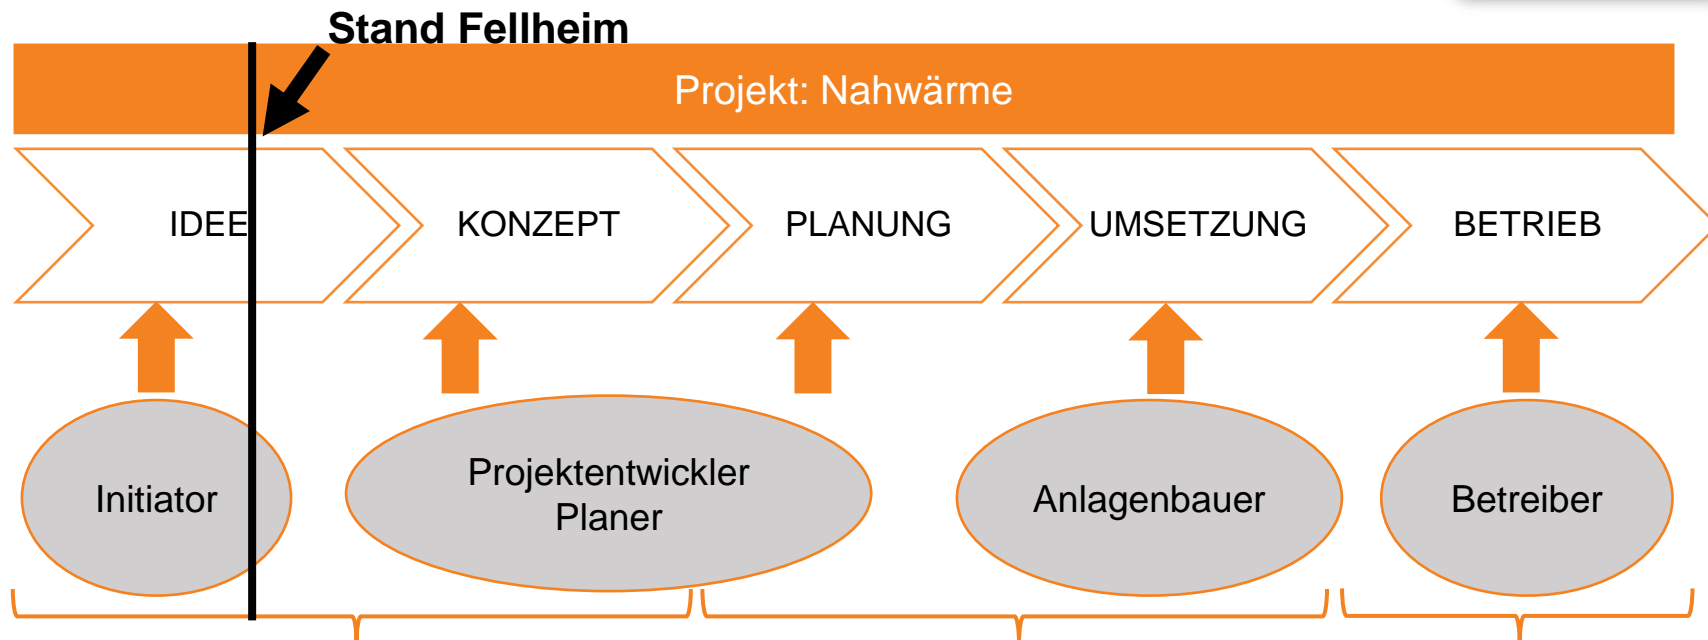 Stand Fellheim
Projekt: Nahwärme
IDEE
KONZEPT
PLANUNG
UMSETZUNG
BETRIEB
Initiator
Projektentwickler
Planer
Anlagenbauer
Betreiber